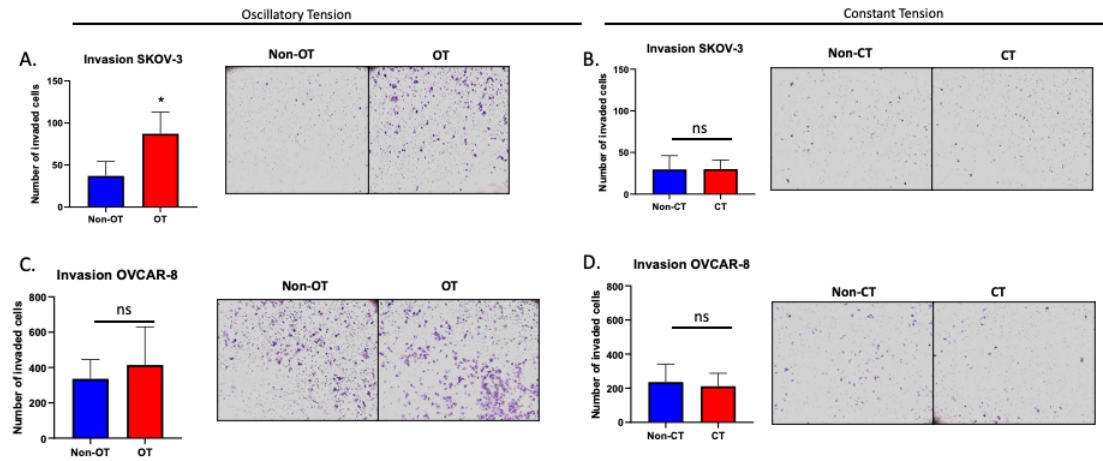 Oscillatory Tension
Constant Tension
A.
Invasion SKOV-3
Non-OT
OT
Number of invaded cells
150
100
50
0
*
Non-OT
OT
B.
Invasion SKOV-3
Non-CT
CT
Number of invaded cells
150
100
50
0
ns
Non-CT
CT
C.
Invasion OVCAR-8
Non-OT
OT
Number of invaded cells
800
600
400
200
0
ns
Non-OT
OT
D.
Invasion OVCAR-8
Non-CT
CT
Number of invaded cells
800
600
400
200
0
ns
Non-CT
CT